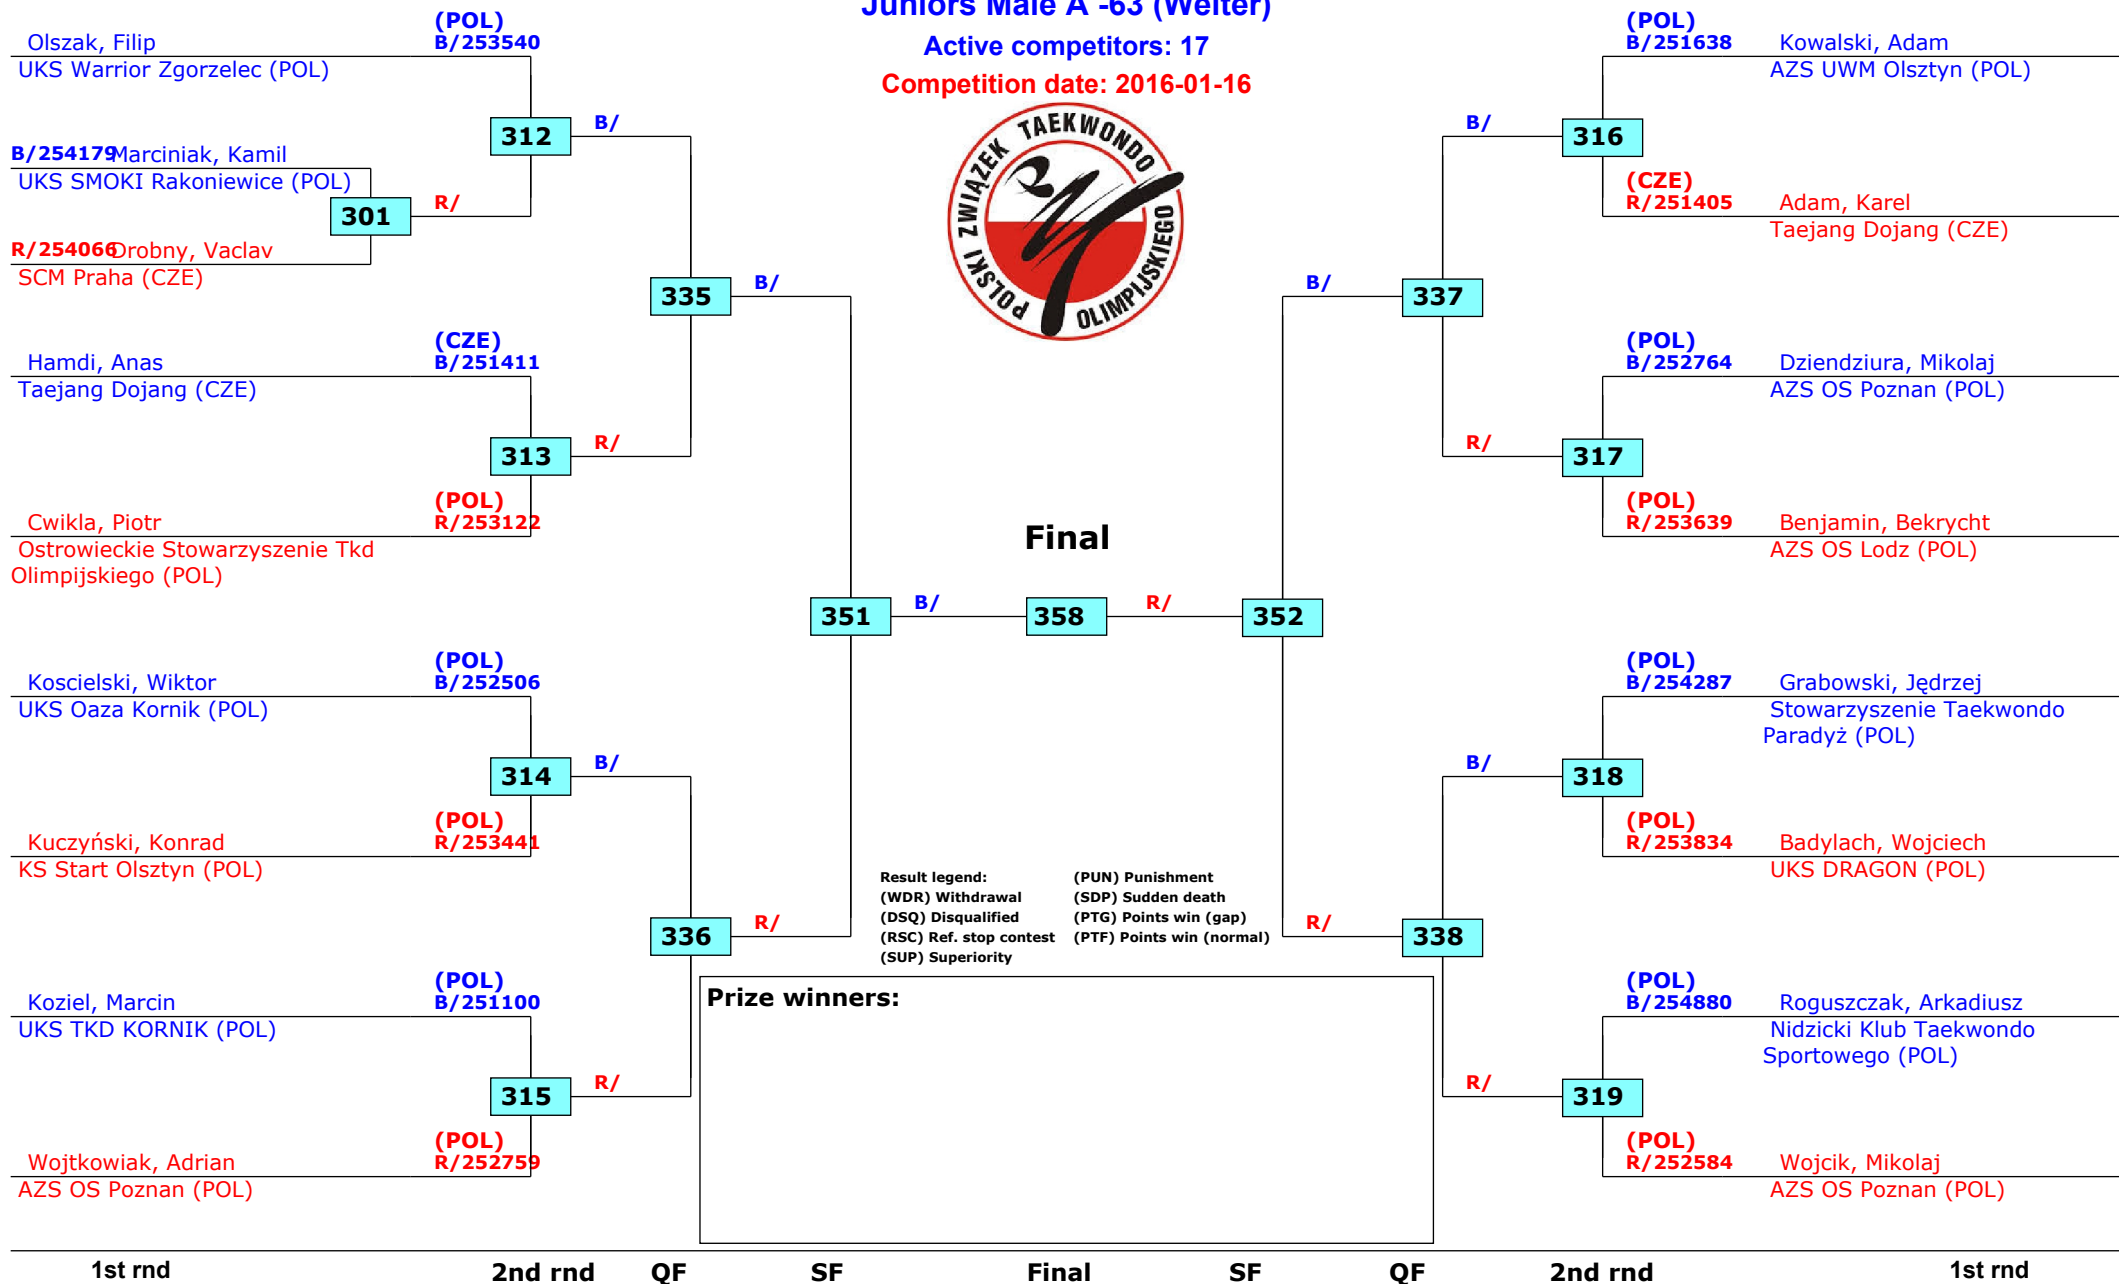 Juniors Male A -63 (Welter)
Active competitors: 17
Competition date: 2016-01-16
POLSKI ZWIĄZEK TAEKWONDO OLIMPIJSKIEGO
(POL)
Olszak, Filip B/253540
UKS Warrior Zgorzelec (POL)
312 B/
B/254179 Marciniak, Kamil
UKS SMOKI Rakoniewice (POL)
301 R/
R/254066 Drobny, Vaclav
SCM Praha (CZE)
335 B/
(CZE)
Hamdi, Anas B/251411
Taejang Dojang (CZE)
313 R/
(POL)
Cwikla, Piotr R/253122
Ostrowieckie Stowarzyszenie Tkd
Olimpijskiego (POL)
351 B/
(POL)
Koscielski, Wiktor B/252506
UKS Oaza Kornik (POL)
314 B/
(POL)
Kuczyński, Konrad R/253441
KS Start Olsztyn (POL)
336 R/
(POL)
Koziel, Marcin B/251100
UKS TKD KORNIK (POL)
315 R/
(POL)
Wojtkowiak, Adrian R/252759
AZS OS Poznan (POL)
Final
358
R/ 352
(POL)
B/251638 Kowalski, Adam
AZS UWM Olsztyn (POL)
B/ 316
(CZE)
R/251405 Adam, Karel
Taejang Dojang (CZE)
B/ 337
(POL)
B/252764 Dziendziura, Mikolaj
AZS OS Poznan (POL)
R/ 317
(POL)
R/253639 Benjamin, Bekrycht
AZS OS Lodz (POL)
(POL)
B/254287 Grabowski, Jędrzej
Stowarzyszenie Taekwondo
Paradyż (POL)
B/ 318
(POL)
R/253834 Badylach, Wojciech
UKS DRAGON (POL)
R/ 338
(POL)
B/254880 Roguszczak, Arkadiusz
Nidzicki Klub Taekwondo
Sportowego (POL)
R/ 319
(POL)
R/252584 Wojcik, Mikolaj
AZS OS Poznan (POL)
Result legend: (PUN) Punishment
(WDR) Withdrawal (SDP) Sudden death
(DSQ) Disqualified (PTG) Points win (gap)
(RSC) Ref. stop contest (PTF) Points win (normal)
(SUP) Superiority
Prize winners:
1st rnd 2nd rnd QF SF Final SF QF 2nd rnd 1st rnd